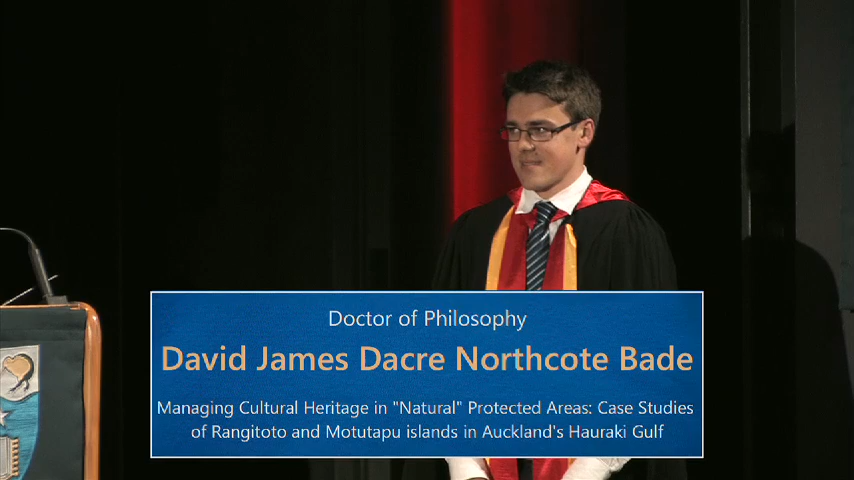 Doctor of Philosophy
David James Dacre Northcote Bade
Managing Cultural Heritage in "Natural" Protected Areas: Case Studies
of Rangitoto and Motutapu islands in Auckland's Hauraki Gulf